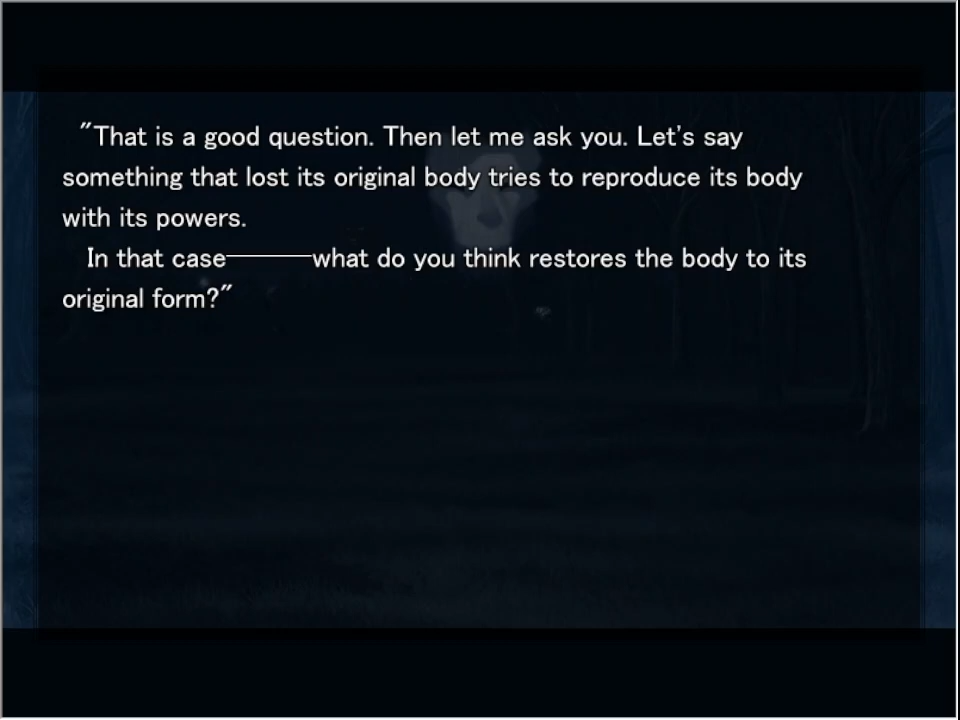 "That is a good question. Then let me ask you. Let's say
something that lost its original body tries to reproduce its body
with its powers.
In that case―――what do you think restores the body to its
original form?"